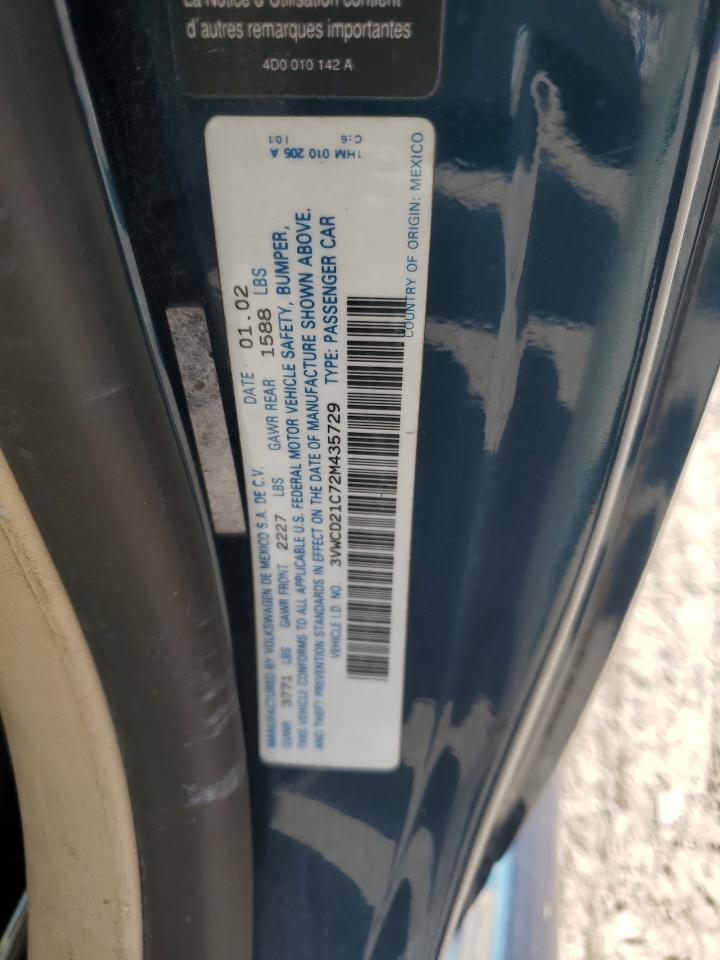 La Notice d'Utilisation contient
d'autres remarques importantes
4D0 010 142 A
1HM 010 205 A
101 C:6
MANUFACTURED BY VOLKSWAGEN DE MEXICO S.A. DE C.V. DATE 01.02
GVWR 3771 LBS GAWR FRONT 2227 LBS GAWR REAR 1588 LBS
THIS VEHICLE CONFORMS TO ALL APPLICABLE U.S. FEDERAL MOTOR VEHICLE SAFETY, BUMPER,
AND THEFT PREVENTION STANDARDS IN EFFECT ON THE DATE OF MANUFACTURE SHOWN ABOVE.
VEHICLE I.D. NO. 3VWCD21C72M435729 TYPE: PASSENGER CAR
COUNTRY OF ORIGIN: MEXICO